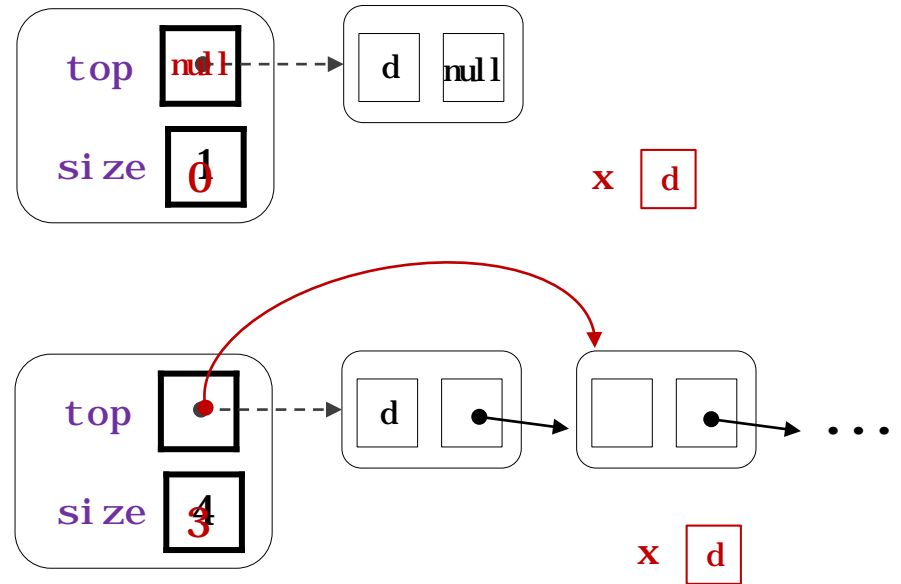 top null d null
size 1 0
x d
top d ...
size 4 3
x d